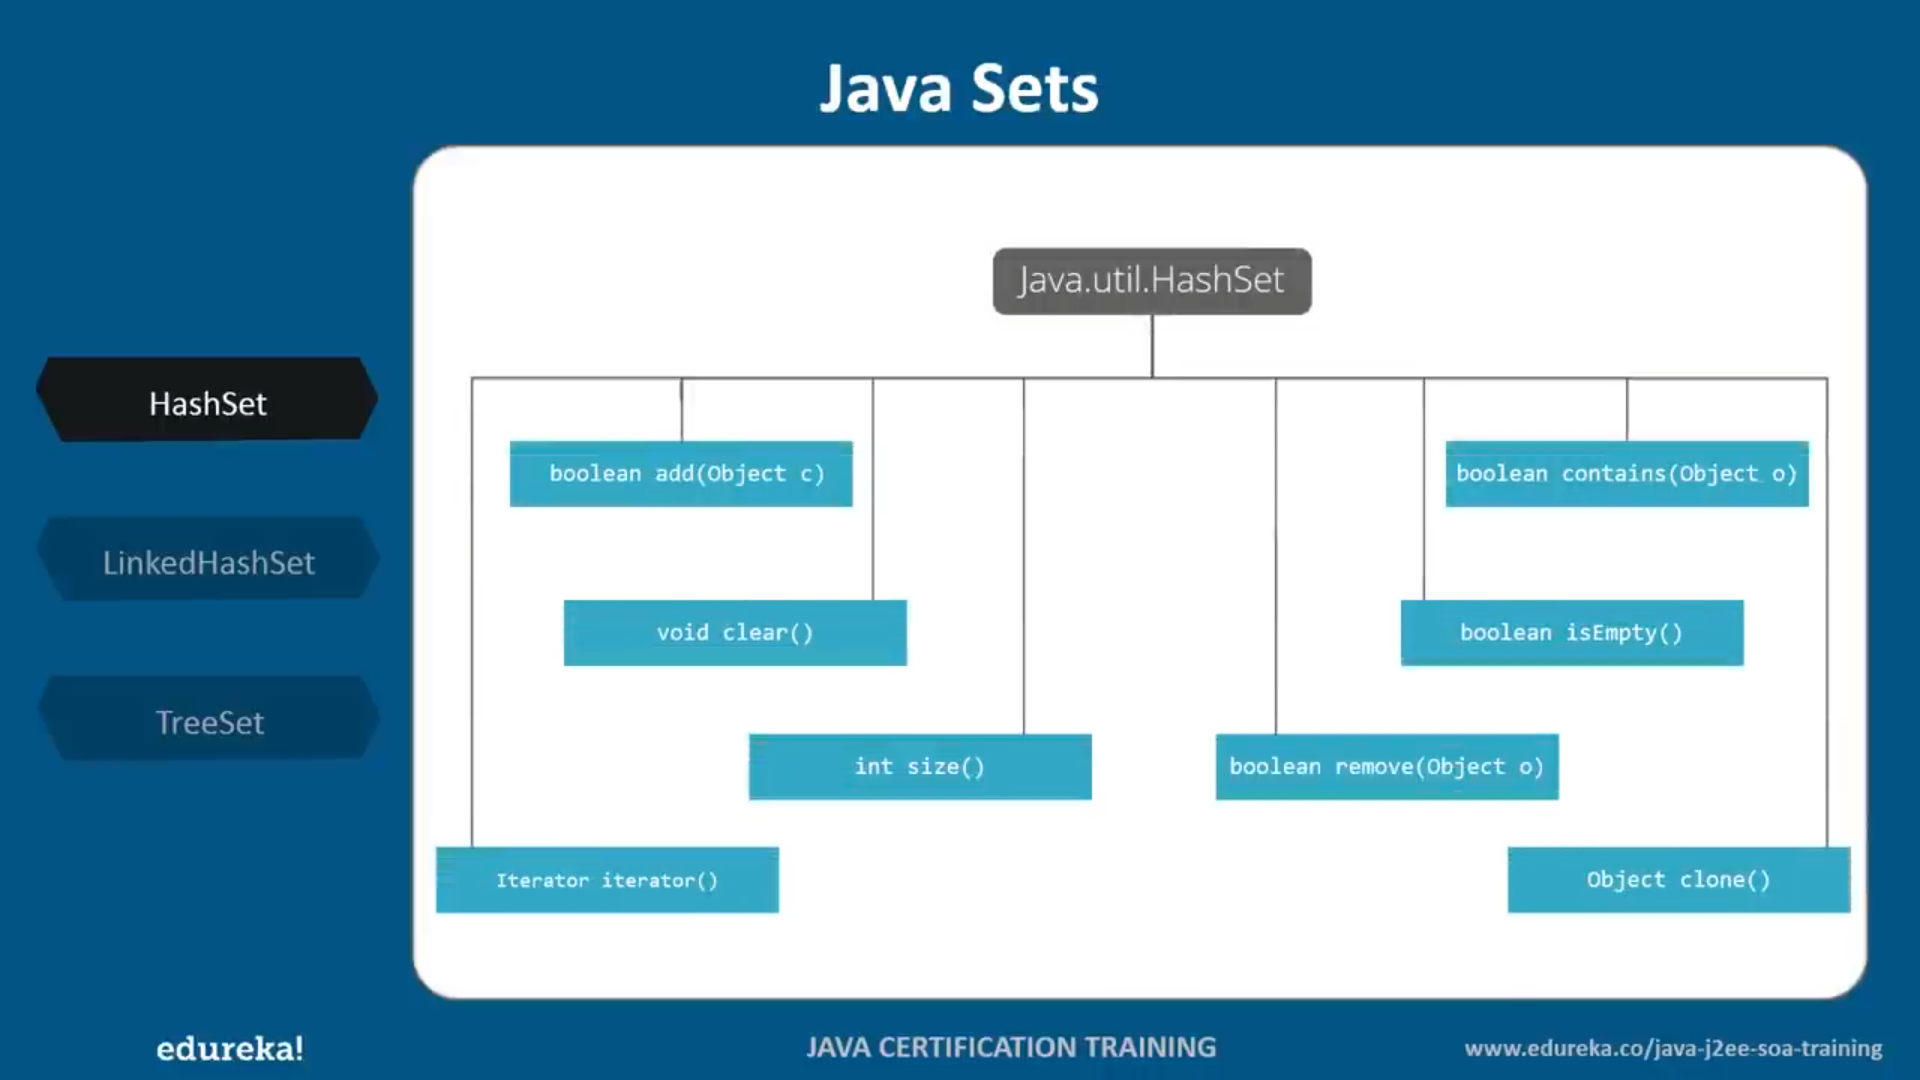 Java Sets
Java.util.HashSet
HashSet
LinkedHashSet
TreeSet
boolean add(Object c)
boolean contains(Object o)
void clear()
boolean isEmpty()
int size()
boolean remove(Object o)
Iterator iterator()
Object clone()
edureka!
JAVA CERTIFICATION TRAINING
www.edureka.co/java-j2ee-soa-training